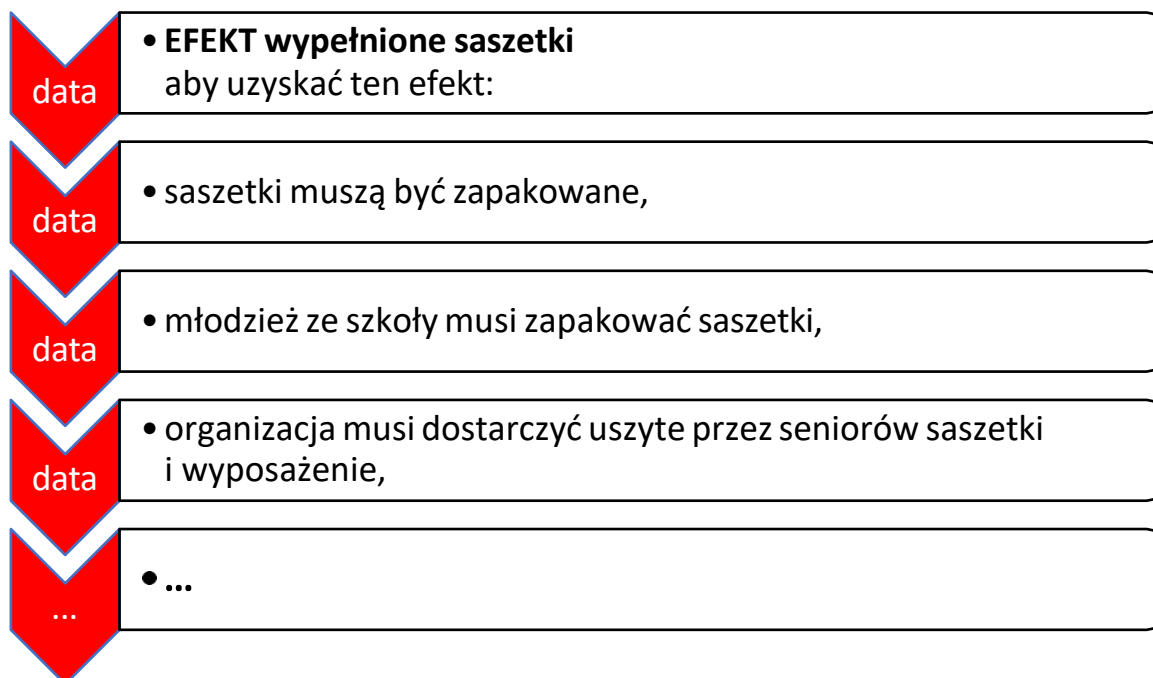 data
• EFEKT wypełnione saszetki
aby uzyskać ten efekt:
data
• saszetki muszą być zapakowane,
data
• młodzież ze szkoły musi zapakować saszetki,
data
• organizacja musi dostarczyć uszyte przez seniorów saszetki
i wyposażenie,
...
• ...